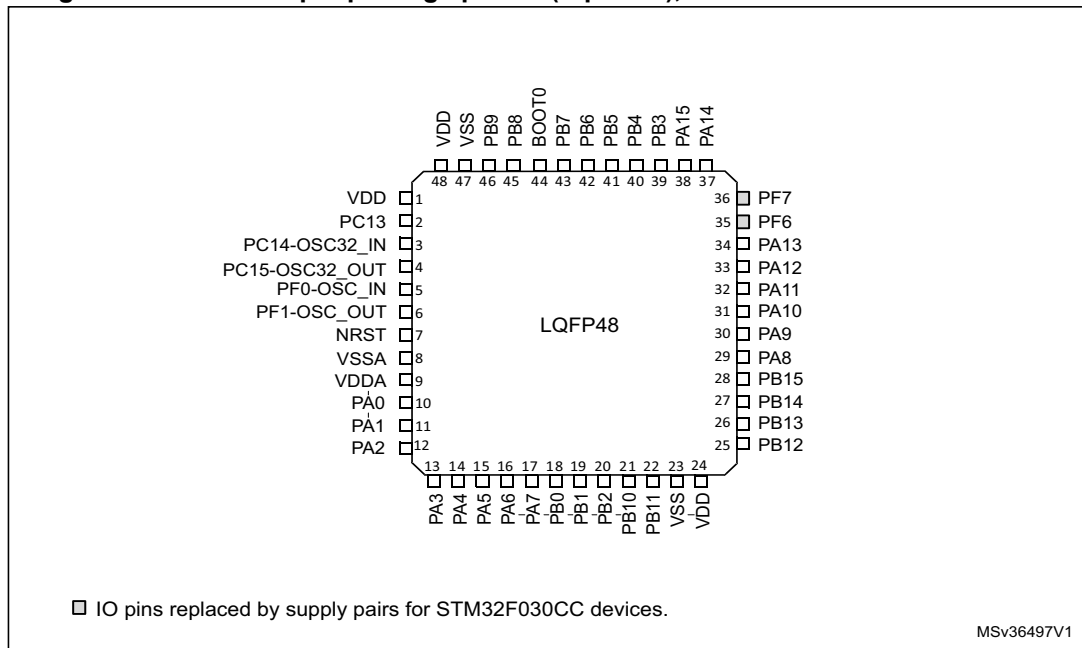 VDD
VSS
PB9
PB8
BOOT0
PB7
PB6
PB5
PB4
PB3
PA15
PA14
48 47 46 45 44 43 42 41 40 39 38 37
VDD 1
PC13 2
PC14-OSC32_IN 3
PC15-OSC32_OUT 4
PF0-OSC_IN 5
PF1-OSC_OUT 6
NRST 7
VSSA 8
VDDA 9
PA0 10
PA1 11
PA2 12
LQFP48
36 PF7
35 PF6
34 PA13
33 PA12
32 PA11
31 PA10
30 PA9
29 PA8
28 PB15
27 PB14
26 PB13
25 PB12
13 14 15 16 17 18 19 20 21 22 23 24
PA3
PA4
PA5
PA6
PA7
PB0
PB1
PB2
PB10
PB11
VSS
VDD
IO pins replaced by supply pairs for STM32F030CC devices.
MSv36497V1